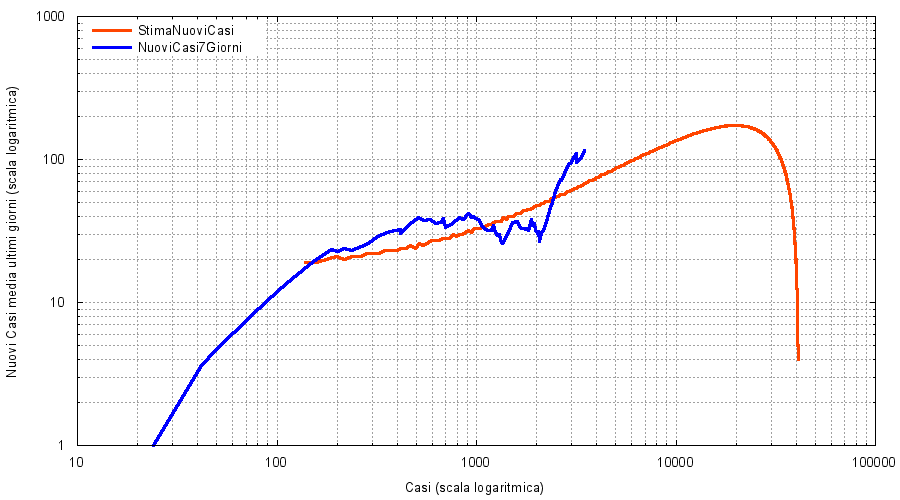 1000
StimaNuoviCasi
NuoviCasi7Giorni
100
10
1
10
100
1000
10000
100000
Nuovi Casi media ultimi giorni (scala logaritmica)
Casi (scala logaritmica)